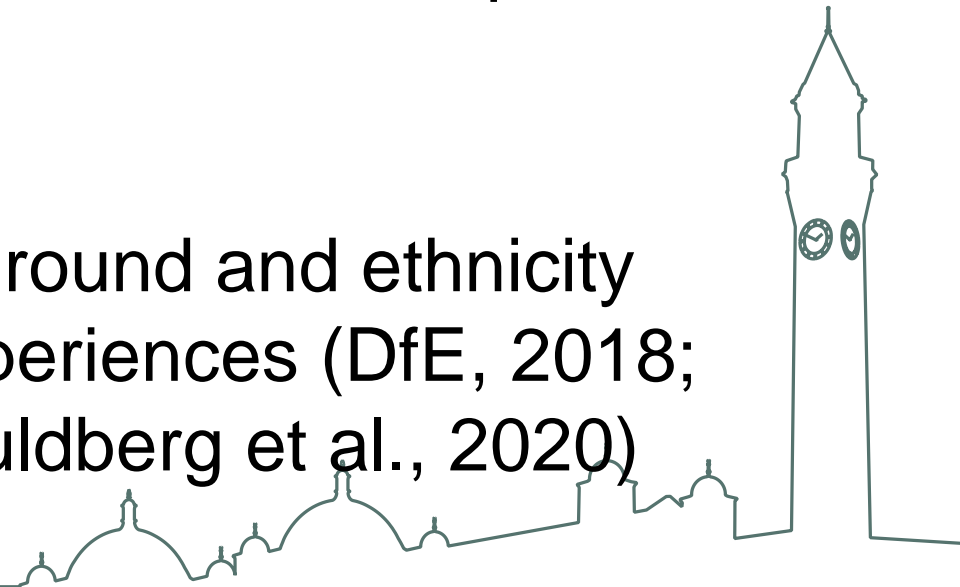 round and ethnicity
periences (DfE, 2018;
uldberg et al., 2020)